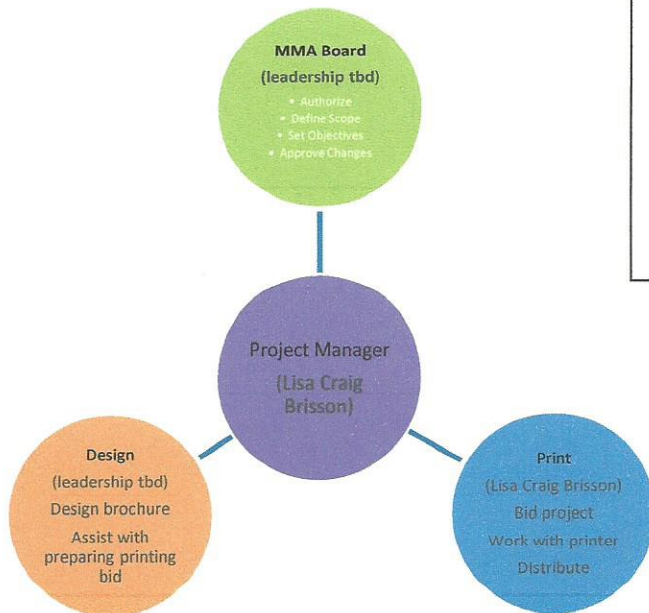 MMA Board
(leadership tbd)
• Authorize
• Define Scope
• Set Objectives
• Approve Changes
Project Manager
(Lisa Craig
Brisson)
Design
(leadership tbd)
Design brochure
Assist with
preparing printing
bid
Print
(Lisa Craig Brisson)
Bid project
Work with printer
Distribute